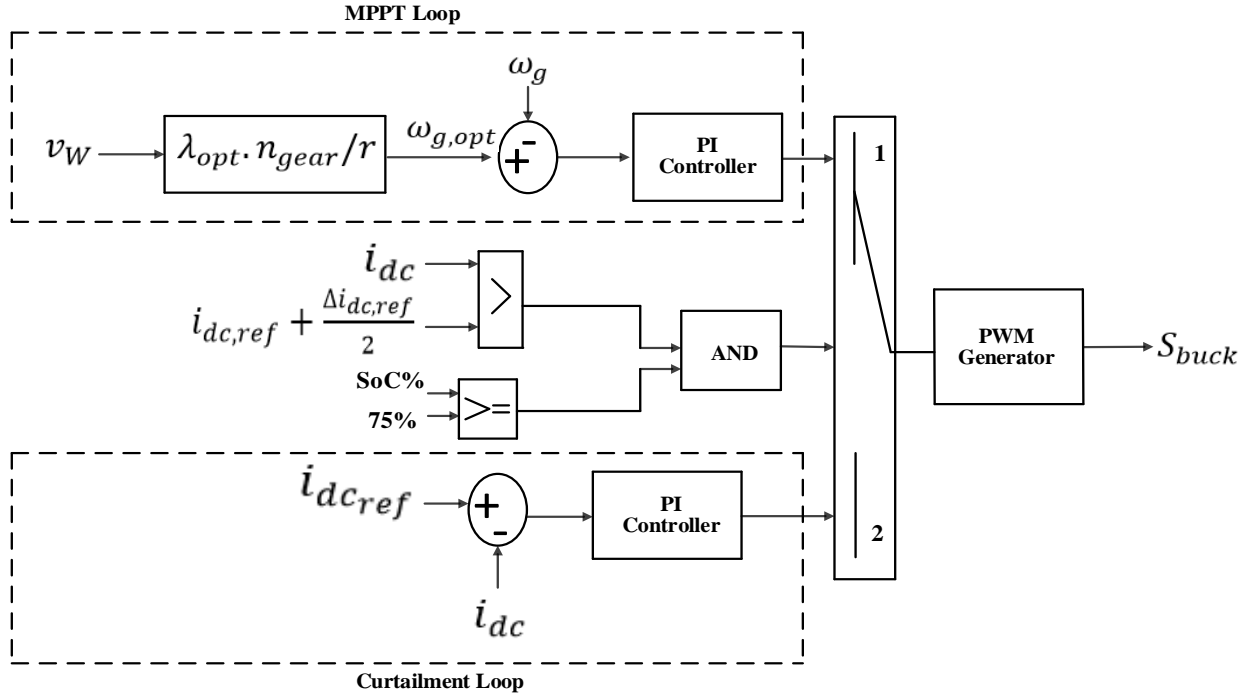 MPPT Loop
ω_g
v_W
λ_opt. n_gear/r
ω_g,opt
+
-
PI
Controller
1
i_dc
>
i_dc,ref + Δi_dc,ref/2
AND
SoC%
75%
>=
PWM
Generator
S_buck
i_dc_ref
+
-
PI
Controller
2
i_dc
Curtailment Loop